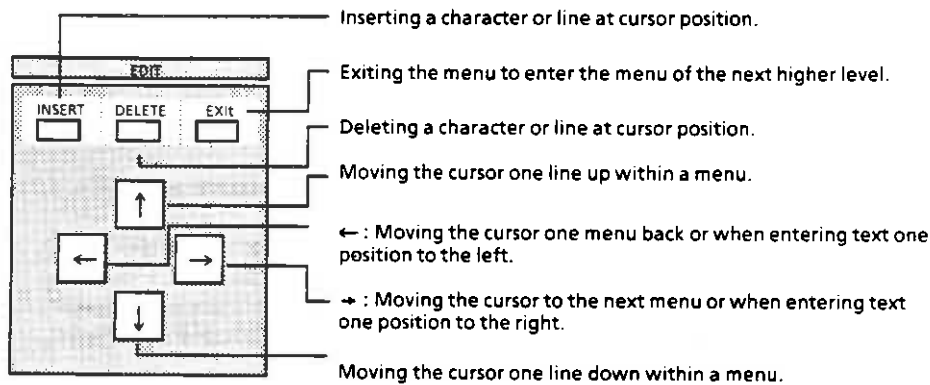 Inserting a character or line at cursor position.
EDIT
Exiting the menu to enter the menu of the next higher level.
INSERT DELETE EXIt
Deleting a character or line at cursor position.
Moving the cursor one line up within a menu.
↑
← : Moving the cursor one menu back or when entering text one
position to the left.
← →
→ : Moving the cursor to the next menu or when entering text
one position to the right.
↓
Moving the cursor one line down within a menu.